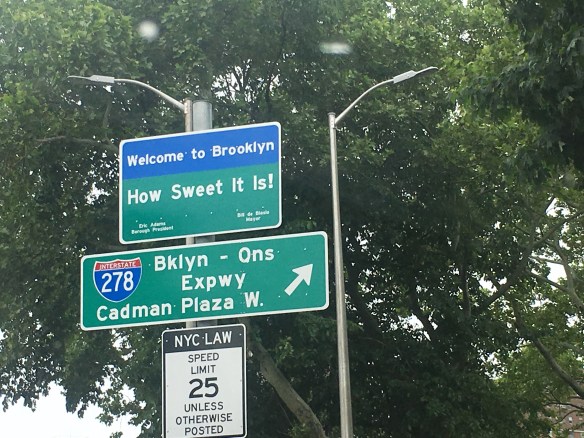 Welcome to Brooklyn
How Sweet It Is!
Eric Adams
Borough President
Bill de Blasio
Mayor
INTERSTATE
278
Bklyn - Qns
Expwy
Cadman Plaza W.
NYC LAW
SPEED
LIMIT
25
UNLESS
OTHERWISE
POSTED